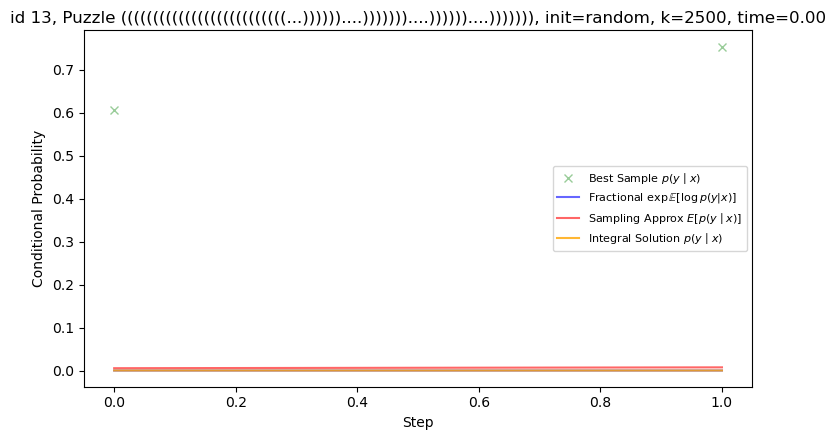 id 13, Puzzle ((((((((((((((((((((((((((...))))))....)))))))....))))))....))))))), init=random, k=2500, time=0.00
Conditional Probability
0.7
0.6
0.5
0.4
0.3
0.2
0.1
0.0
Best Sample p(y | x)
Fractional exp𝔼[log p(y|x)]
Sampling Approx E[p(y | x)]
Integral Solution p(y | x)
0.0 0.2 0.4 0.6 0.8 1.0
Step